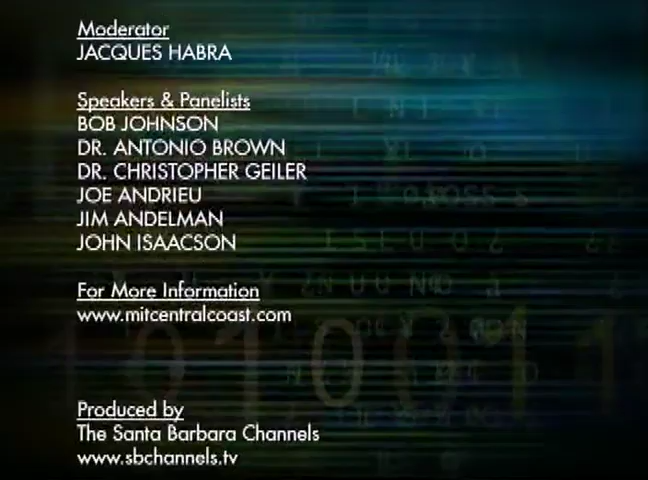 Moderator
JACQUES HABRA
Speakers & Panelists
BOB JOHNSON
DR. ANTONIO BROWN
DR. CHRISTOPHER GEILER
JOE ANDRIEU
JIM ANDELMAN
JOHN ISAACSON
For More Information
www.mitcentralcoast.com
Produced by
The Santa Barbara Channels
www.sbchannels.tv